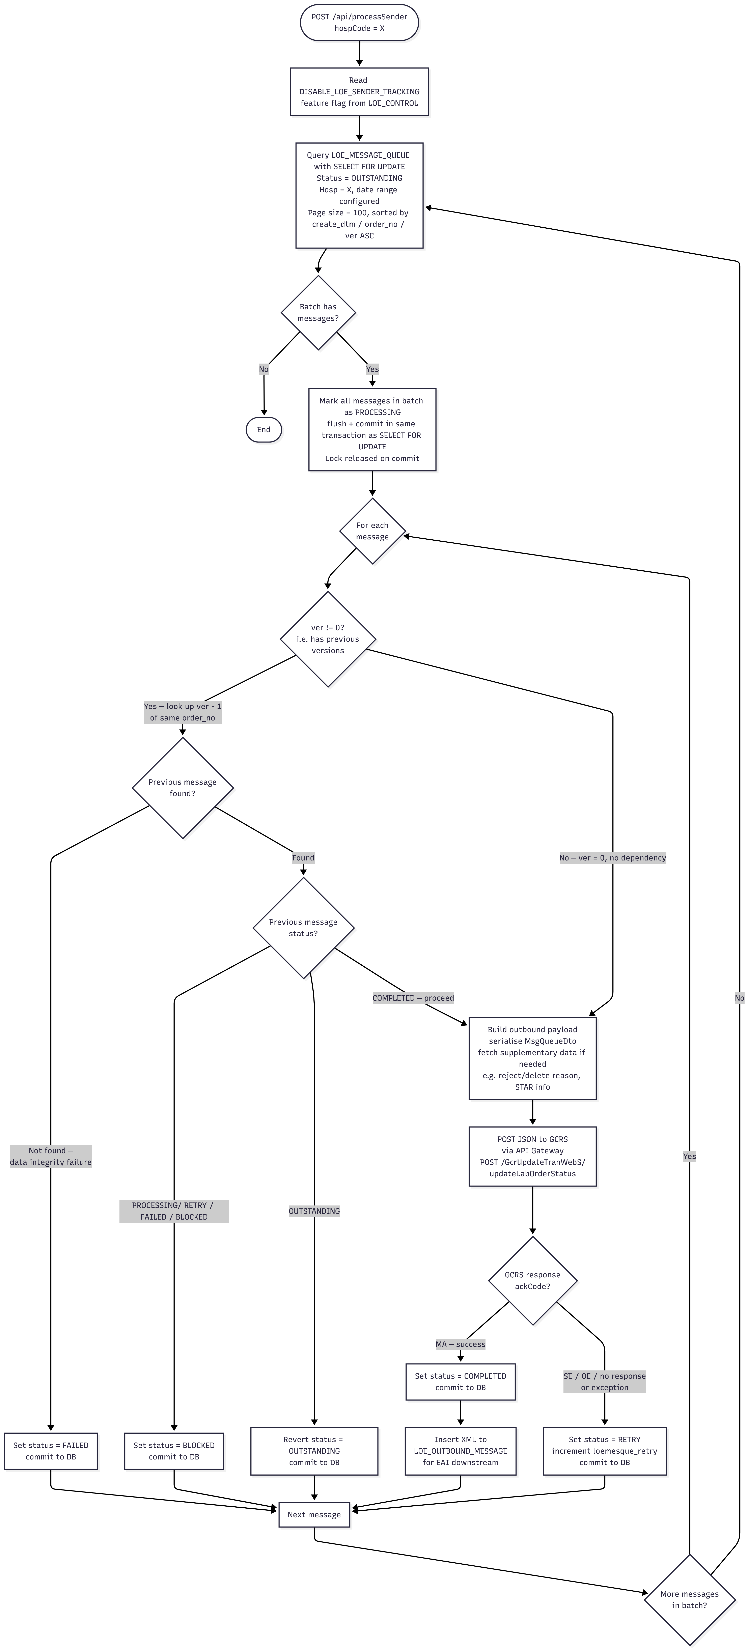 POST /api/processSender
hospCode = X
Read
DISABLE_LOE_SENDER_TRACKING
feature flag from LOE_CONTROL
Query LOE_MESSAGE_QUEUE
with SELECT FOR UPDATE
Status = OUTSTANDING
Hosp = X, date range
configured
Page size = 100, sorted by
create_dtm / order_no /
ver ASC
Batch has
messages?
No
Yes
End
Mark all messages in batch
as PROCESSING
flush + commit in same
transaction as SELECT FOR
UPDATE
Lock released on commit
For each
message
ver != 0?
i.e. has previous
versions
Yes – look up ver - 1
of same order_no
Previous message
found?
Found
No – ver = 0, no dependency
Previous message
status?
COMPLETED – proceed
No
Build outbound payload
serialise MsgQueueDto
fetch supplementary data if
needed
e.g. reject/delete reason,
STAR info
Not found –
data integrity failure
POST JSON to GCRS
via API Gateway
POST /GcrUpdateTranWebS/
updateLabOrderStatus
Yes
PROCESSING/ RETRY /
FAILED / BLOCKED
OUTSTANDING
GCRS response
ackCode?
MA – success
SE / OE / no response
or exception
Set status = COMPLETED
commit to DB
Set status = FAILED
commit to DB
Set status = BLOCKED
commit to DB
Revert status =
OUTSTANDING
commit to DB
Insert XML to
LOE_OUTBOUND_MESSAGE
for EAI downstream
Set status = RETRY
increment loemesque_retry
commit to DB
Next message
More messages
in batch?